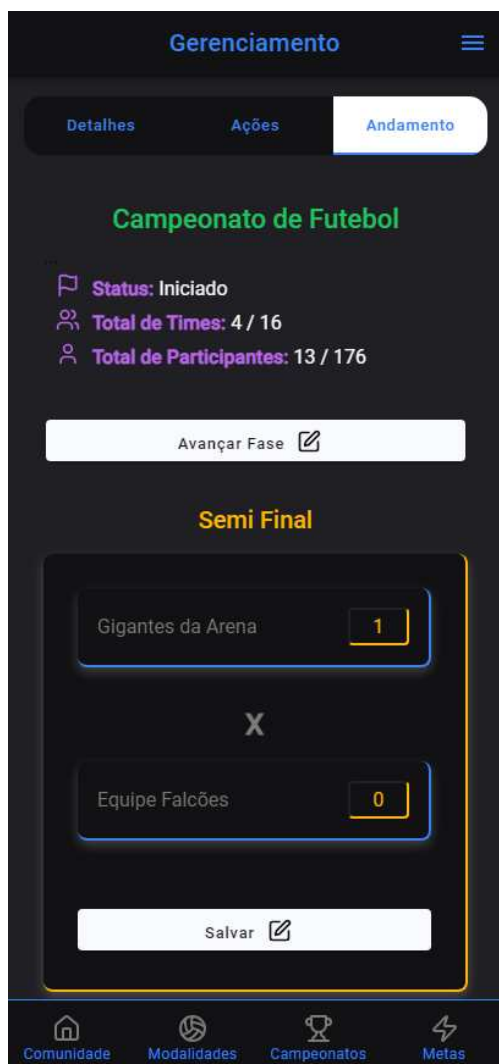 Gerenciamento
Detalhes Ações Andamento
Campeonato de Futebol
...
Status: Iniciado
Total de Times: 4 / 16
Total de Participantes: 13 / 176
Avançar Fase
Semi Final
Gigantes da Arena 1
X
Equipe Falcões 0
Salvar
Comunidade Modalidades Campeonatos Metas